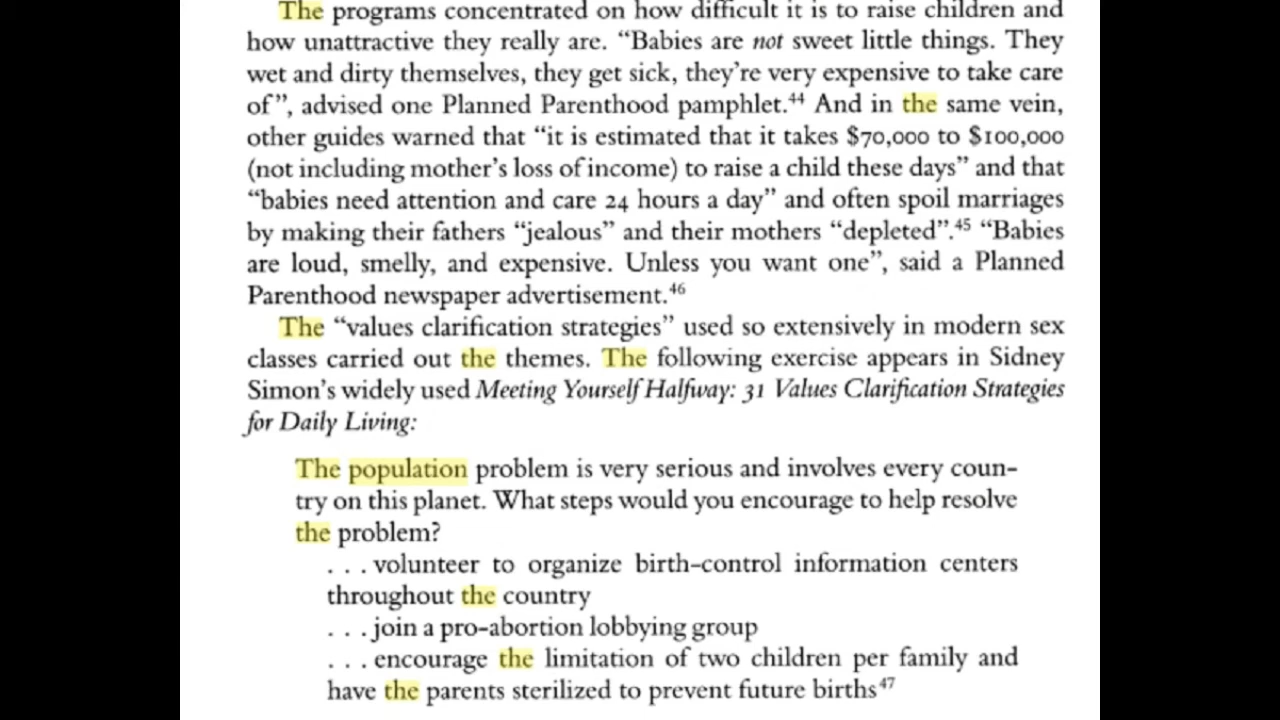 The programs concentrated on how difficult it is to raise children and
how unattractive they really are. “Babies are not sweet little things. They
wet and dirty themselves, they get sick, they’re very expensive to take care
of”, advised one Planned Parenthood pamphlet.⁴⁴ And in the same vein,
other guides warned that “it is estimated that it takes $70,000 to $100,000
(not including mother’s loss of income) to raise a child these days” and that
“babies need attention and care 24 hours a day” and often spoil marriages
by making their fathers “jealous” and their mothers “depleted”.⁴⁵ “Babies
are loud, smelly, and expensive. Unless you want one”, said a Planned
Parenthood newspaper advertisement.⁴⁶
The “values clarification strategies” used so extensively in modern sex
classes carried out the themes. The following exercise appears in Sidney
Simon’s widely used Meeting Yourself Halfway: 31 Values Clarification Strategies
for Daily Living:
The population problem is very serious and involves every coun-
try on this planet. What steps would you encourage to help resolve
the problem?
. . . volunteer to organize birth-control information centers
throughout the country
. . . join a pro-abortion lobbying group
. . . encourage the limitation of two children per family and
have the parents sterilized to prevent future births⁴⁷